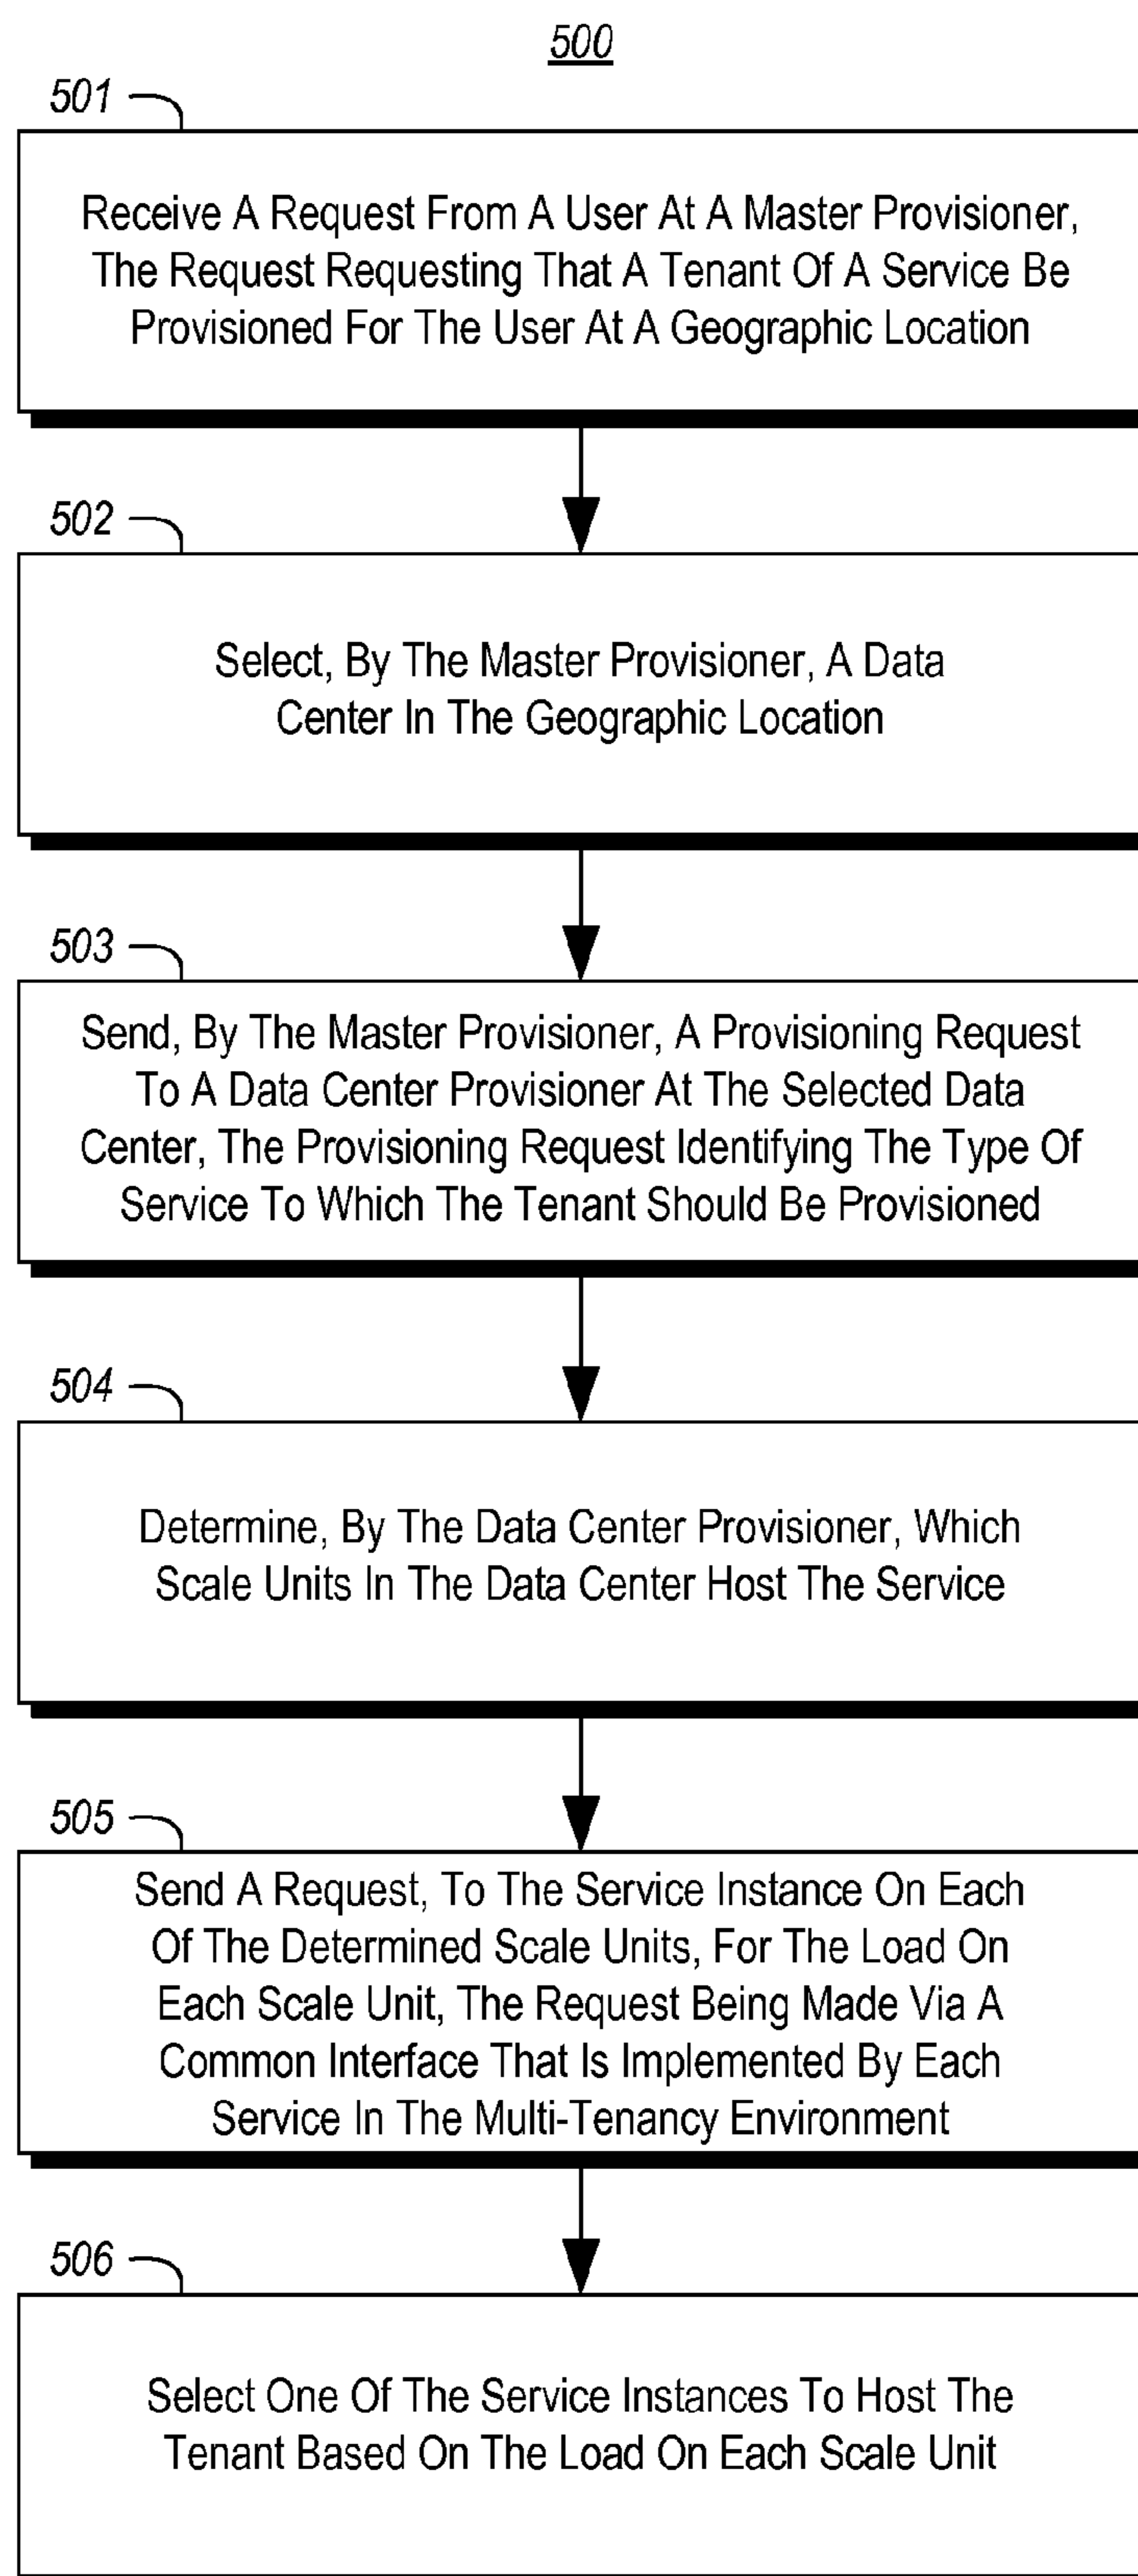 500
501
Receive A Request From A User At A Master Provisioner,
The Request Requesting That A Tenant Of A Service Be
Provisioned For The User At A Geographic Location
502
Select, By The Master Provisioner, A Data
Center In The Geographic Location
503
Send, By The Master Provisioner, A Provisioning Request
To A Data Center Provisioner At The Selected Data
Center, The Provisioning Request Identifying The Type Of
Service To Which The Tenant Should Be Provisioned
504
Determine, By The Data Center Provisioner, Which
Scale Units In The Data Center Host The Service
505
Send A Request, To The Service Instance On Each
Of The Determined Scale Units, For The Load On
Each Scale Unit, The Request Being Made Via A
Common Interface That Is Implemented By Each
Service In The Multi-Tenancy Environment
506
Select One Of The Service Instances To Host The
Tenant Based On The Load On Each Scale Unit